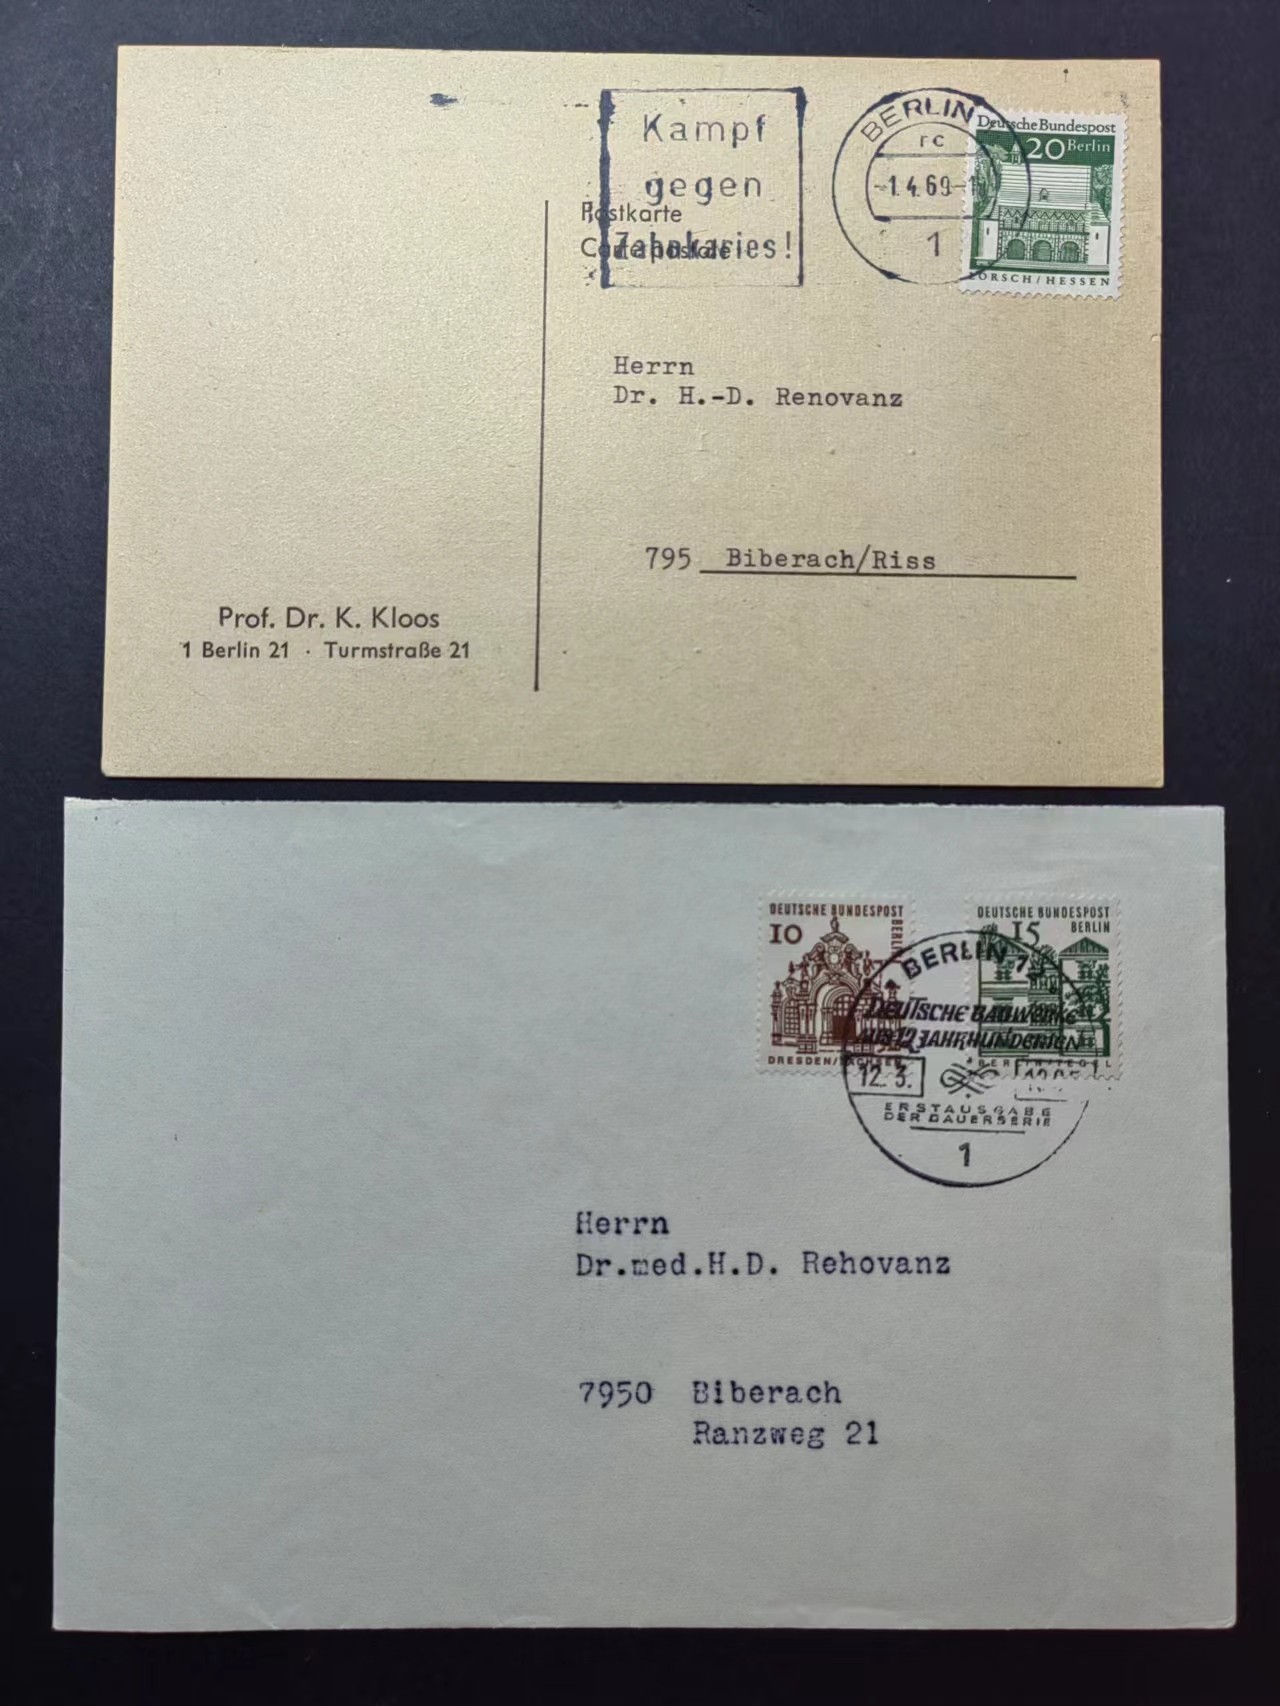 Kampf
gegen
Zahnkaries!
BERLIN
rc
-1.4.69-1
1
Deutsche Bundespost
20 Berlin
LORSCH/HESSEN
Postkarte
Carte postale
Herrn
Dr. H.-D. Renovanz
795 Biberach/Riss
Prof. Dr. K. Kloos
1 Berlin 21 · Turmstraße 21
DEUTSCHE BUNDESPOST
BERLIN
10
DRESDEN/SACHSEN
DEUTSCHE BUNDESPOST
15 BERLIN
BERLIN/TEGEL
BERLIN
DEUTSCHE BAUWERKE
AUS 12 JAHRHUNDERTEN
12.3.
ERSTAUSGABE
DER DAUERSERIE
1
Herrn
Dr.med.H.D. Rehovanz
7950 Biberach
Ranzweg 21